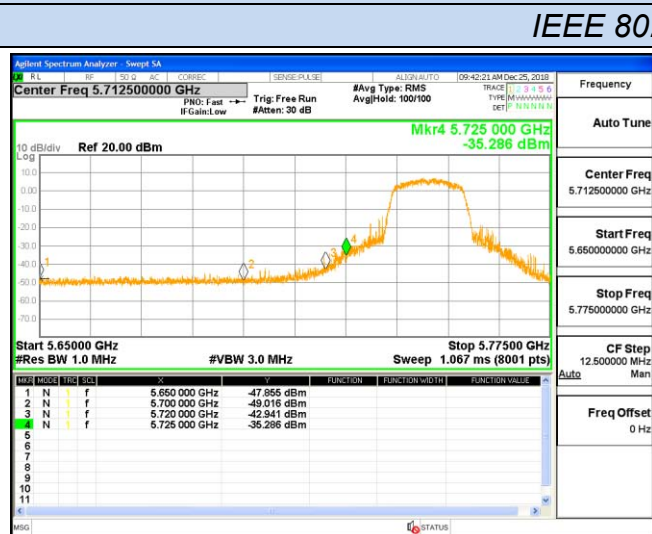 IEEE 80
Agilent Spectrum Analyzer - Swept SA
RL RF 50 Ω AC CORREC SENSE:PULSE ALIGN AUTO 09:42:21 AM Dec 25, 2018
Center Freq 5.712500000 GHz
PNO: Fast
IFGain:Low
Trig: Free Run
#Atten: 30 dB
#Avg Type: RMS
Avg|Hold: 100/100
TRACE 1 2 3 4 5 6
TYPE M
DET P N N N N N
Mkr4 5.725 000 GHz
-35.286 dBm
10 dB/div Ref 20.00 dBm
Log
10.0
0.00
-10.0
-20.0
-30.0
-40.0
-50.0
-60.0
-70.0
1
2
3
4
Start 5.65000 GHz Stop 5.77500 GHz
#Res BW 1.0 MHz #VBW 3.0 MHz Sweep 1.067 ms (8001 pts)
MKR MODE TRC SCL X Y FUNCTION FUNCTION WIDTH FUNCTION VALUE
1 N 1 f 5.650 000 GHz -47.855 dBm
2 N 1 f 5.700 000 GHz -49.016 dBm
3 N 1 f 5.720 000 GHz -42.941 dBm
4 N 1 f 5.725 000 GHz -35.286 dBm
5
6
7
8
9
10
11
MSG STATUS
Frequency
Auto Tune
Center Freq
5.712500000 GHz
Start Freq
5.650000000 GHz
Stop Freq
5.775000000 GHz
CF Step
12.500000 MHz
Auto Man
Freq Offset
0 Hz